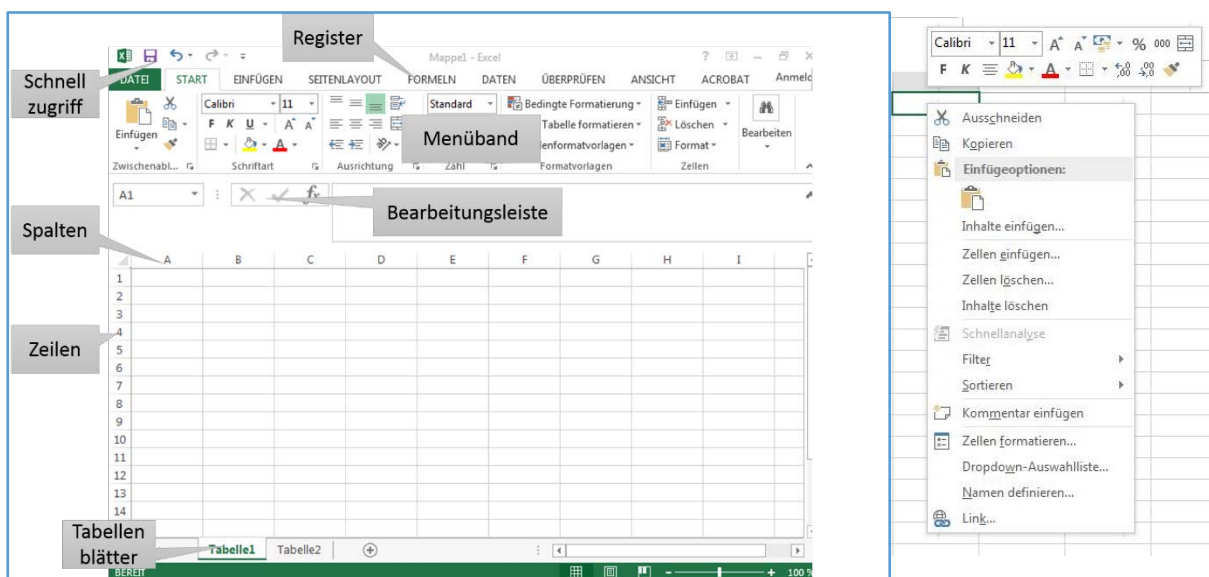 Register
Schnell
zugriff
Mappe1 - Excel
DATEI START EINFÜGEN SEITENLAYOUT FORMELN DATEN ÜBERPRÜFEN ANSICHT ACROBAT Anmeld
Calibri 11 Standard Bedingte Formatierung Einfügen
F K U A A Tabelle formatieren Löschen
Einfügen Bearbeiten
enformatvorlagen Format
Menüband
Zwischenabl... Schriftart Ausrichtung Zahl Formatvorlagen Zellen
A1 fx
Bearbeitungsleiste
Spalten
A B C D E F G H I
1
2
3
4
Zeilen
5
6
7
8
9
10
11
12
13
14
Tabellen
blätter
Tabelle1 Tabelle2
BEREIT 100 %
Calibri 11 A A % 000
F K A
Ausschneiden
Kopieren
Einfügeoptionen:
Inhalte einfügen...
Zellen einfügen...
Zellen löschen...
Inhalte löschen
Schnellanalyse
Filter
Sortieren
Kommentar einfügen
Zellen formatieren...
Dropdown-Auswahlliste...
Namen definieren...
Link...